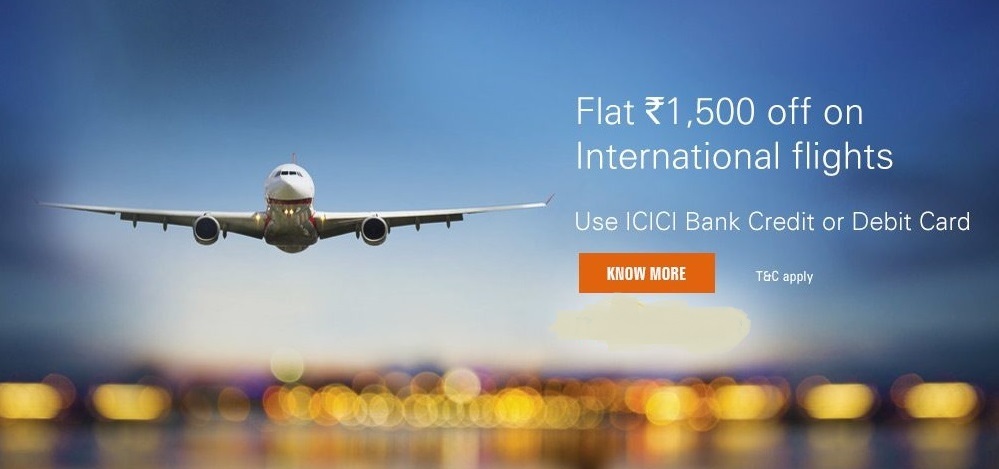 Flat ₹1,500 off on
International flights
Use ICICI Bank Credit or Debit Card
KNOW MORE
T&C apply